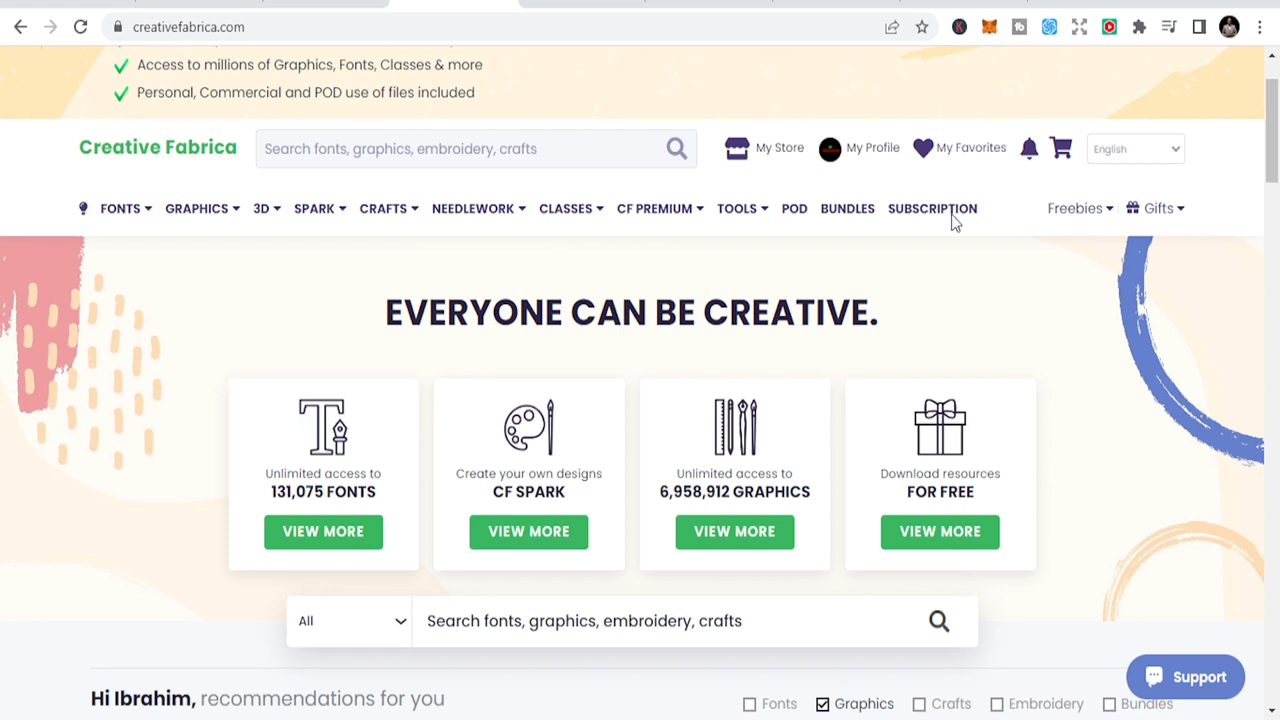 creativefabrica.com
Access to millions of Graphics, Fonts, Classes & more
Personal, Commercial and POD use of files included
Creative Fabrica
Search fonts, graphics, embroidery, crafts
My Store
My Profile
My Favorites
English
FONTS GRAPHICS 3D SPARK CRAFTS NEEDLEWORK CLASSES CF PREMIUM TOOLS POD BUNDLES SUBSCRIPTION Freebies Gifts
EVERYONE CAN BE CREATIVE.
Unlimited access to
131,075 FONTS
VIEW MORE
Create your own designs
CF SPARK
VIEW MORE
Unlimited access to
6,958,912 GRAPHICS
VIEW MORE
Download resources
FOR FREE
VIEW MORE
All
Search fonts, graphics, embroidery, crafts
Support
Hi Ibrahim, recommendations for you
Fonts Graphics Crafts Embroidery Bundles